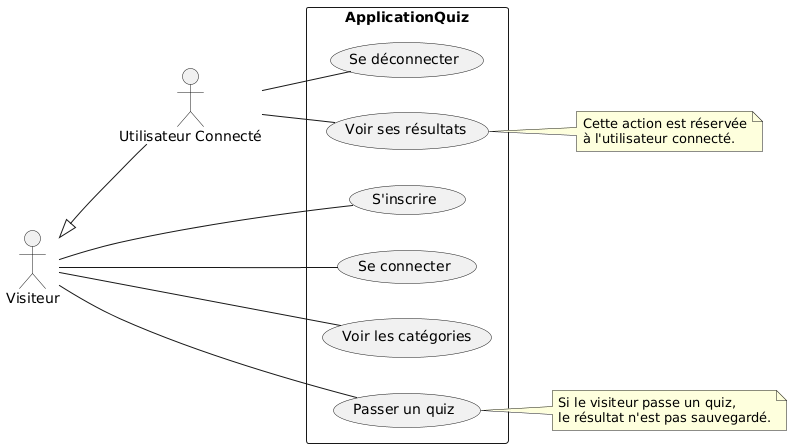 ApplicationQuiz
Se déconnecter
Utilisateur Connecté
Voir ses résultats
Cette action est réservée
à l'utilisateur connecté.
S'inscrire
Visiteur
Se connecter
Voir les catégories
Passer un quiz
Si le visiteur passe un quiz,
le résultat n'est pas sauvegardé.